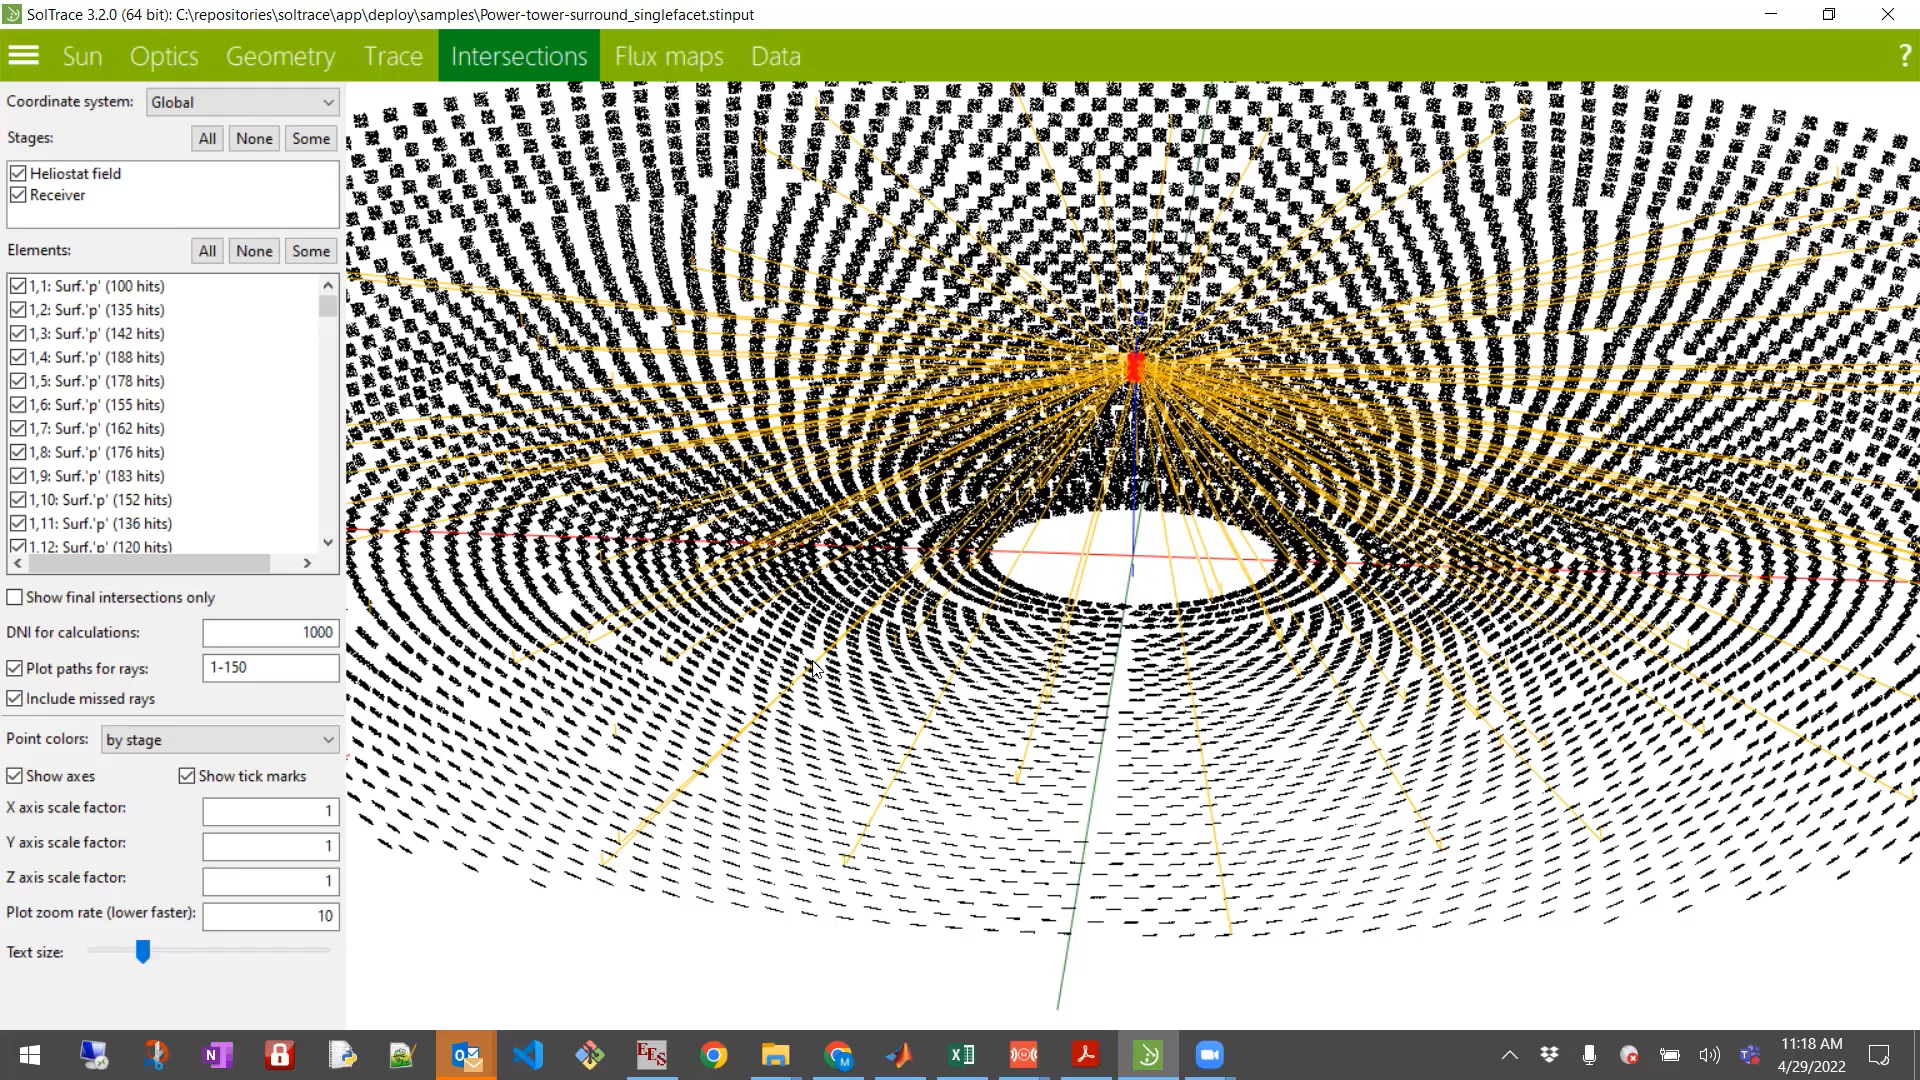 SolTrace 3.2.0 (64 bit): C:\repositories\soltrace\app\deploy\samples\Power-tower-surround_singlefacet.stinput
Sun Optics Geometry Trace Intersections Flux maps Data ?
Coordinate system: Global
Stages: All None Some
Heliostat field
Receiver
Elements: All None Some
1,1: Surf.'p' (100 hits)
1,2: Surf.'p' (135 hits)
1,3: Surf.'p' (142 hits)
1,4: Surf.'p' (188 hits)
1,5: Surf.'p' (178 hits)
1,6: Surf.'p' (155 hits)
1,7: Surf.'p' (162 hits)
1,8: Surf.'p' (176 hits)
1,9: Surf.'p' (183 hits)
1,10: Surf.'p' (152 hits)
1,11: Surf.'p' (136 hits)
1,12: Surf.'p' (120 hits)
Show final intersections only
DNI for calculations: 1000
Plot paths for rays: 1-150
Include missed rays
Point colors: by stage
Show axes Show tick marks
X axis scale factor: 1
Y axis scale factor: 1
Z axis scale factor: 1
Plot zoom rate (lower faster): 10
Text size:
EES
11:18 AM
4/29/2022